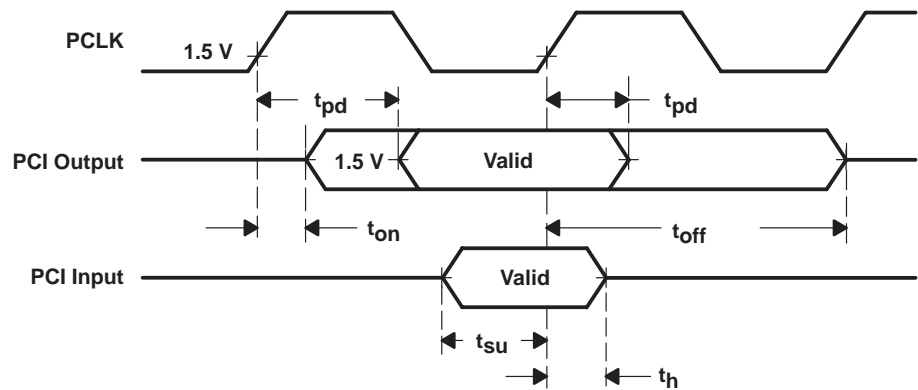 PCLK
1.5 V
tpd
tpd
PCI Output
1.5 V
Valid
ton
toff
PCI Input
Valid
tsu
th